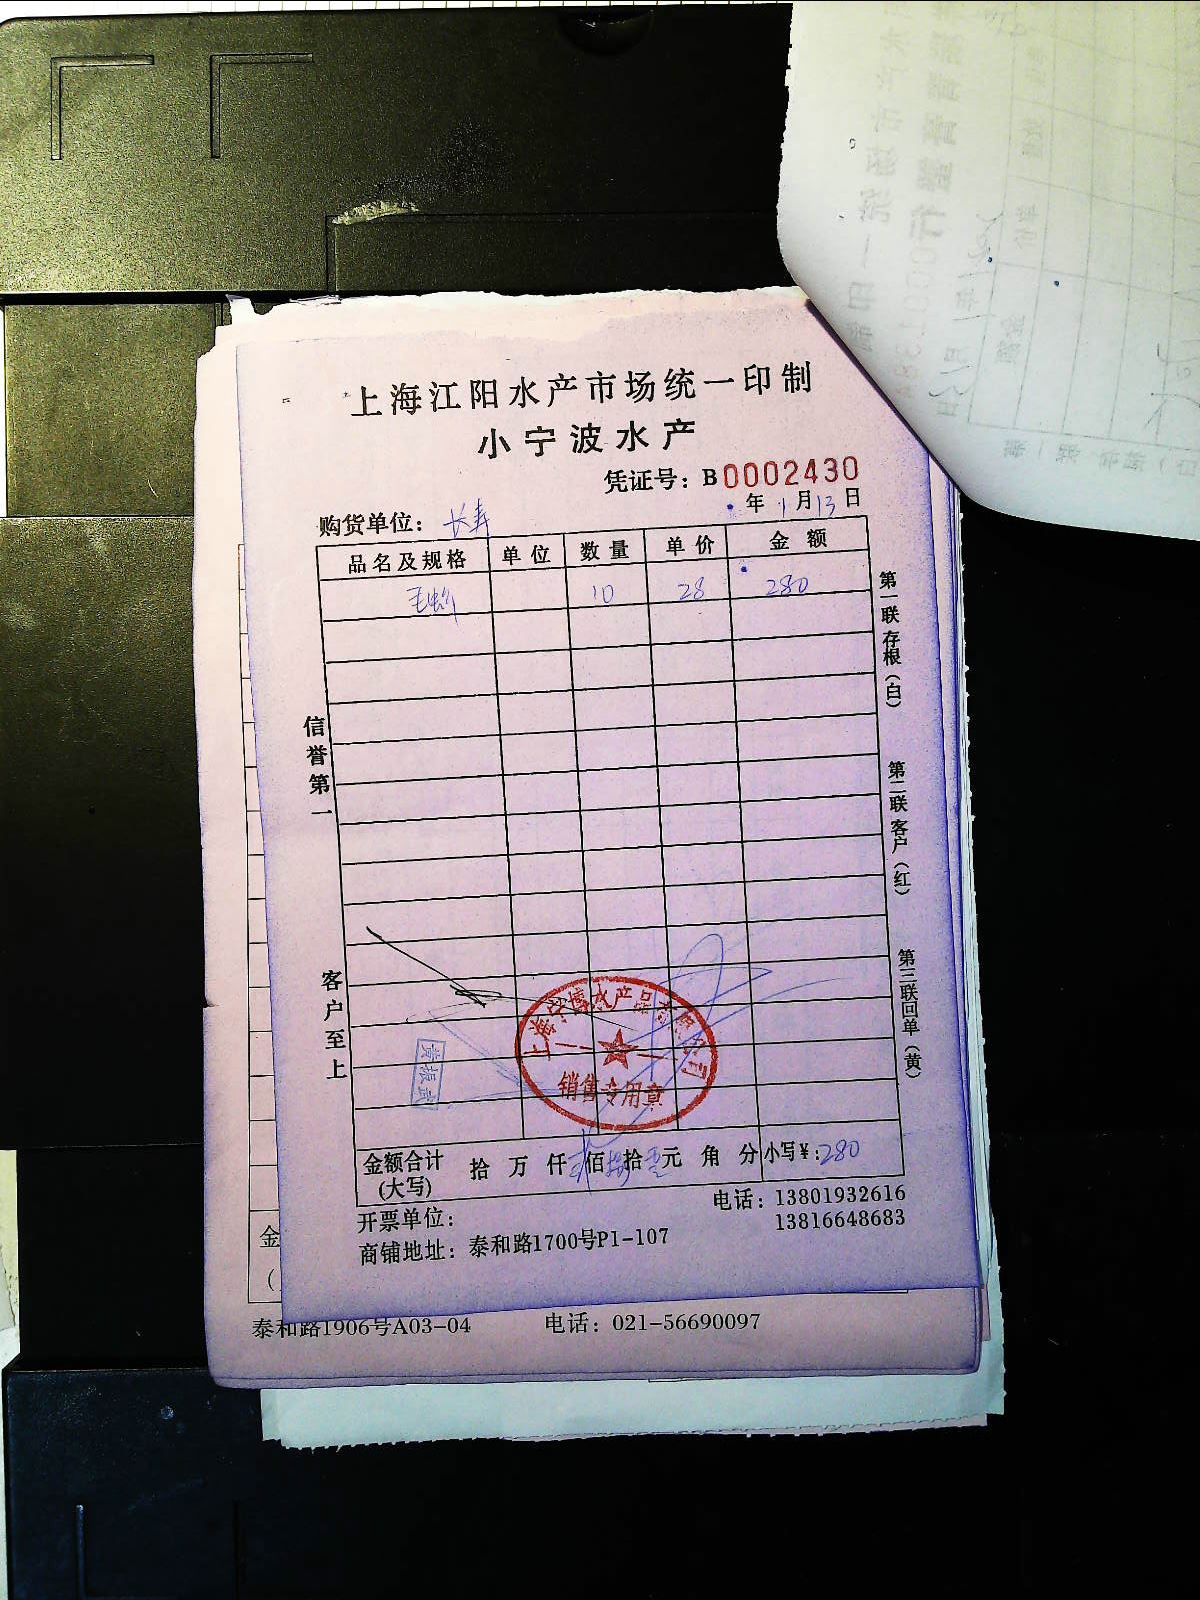 上海江阳水产市场统一印制
小宁波水产
凭证号：B0002430
年 1月13日
购货单位：长寿
品名及规格 单位 数量 单价 金额
10 28 280
信誉第一
客户至上
第一联存根（白）
第二联客户（红）
第三联回单（黄）
销售专用章
黄振武
金额合计 拾 万 仟 佰 拾 元 角 分 小写¥：280
(大写)
开票单位：
电话：13801932616
13816648683
商铺地址：泰和路1700号P1-107
金
（
泰和路1906号A03-04 电话：021-56690097